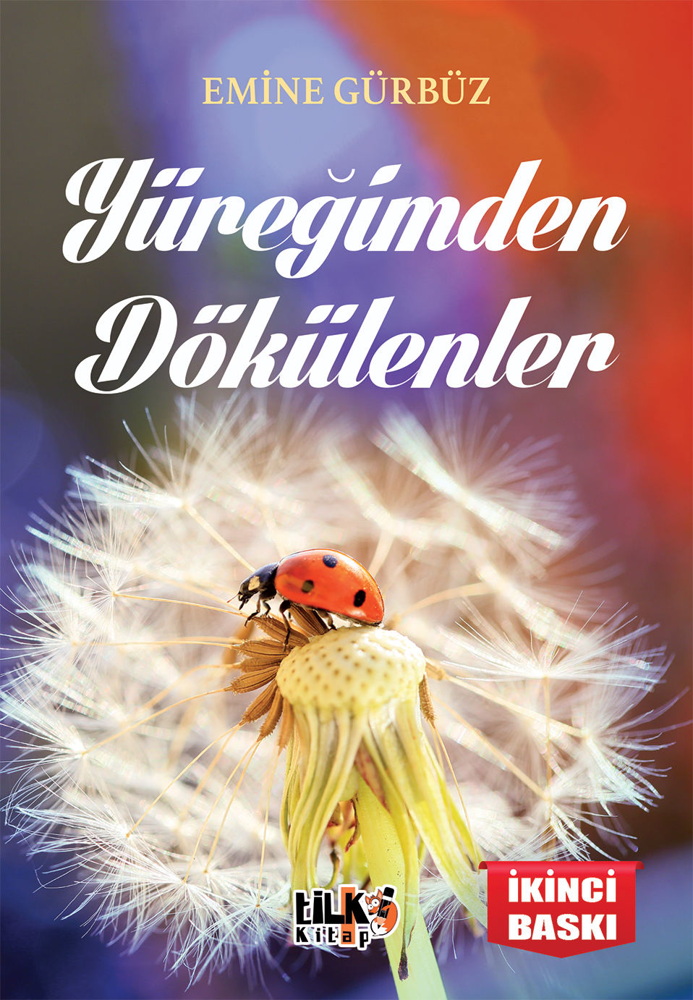 EMİNE GÜRBÜZ
Yüreğimden
Dökülenler
tiLKİ
Kitap
İKİNCİ
BASKI